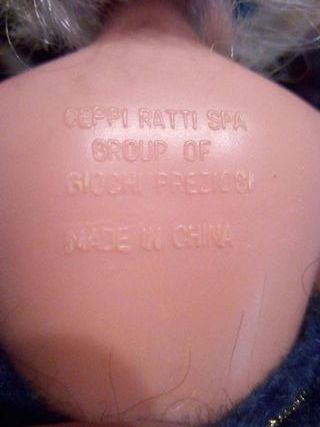 CEPPI RATTI SPA
GROUP OF
GIOCHI PREZIOSI
MADE IN CHINA